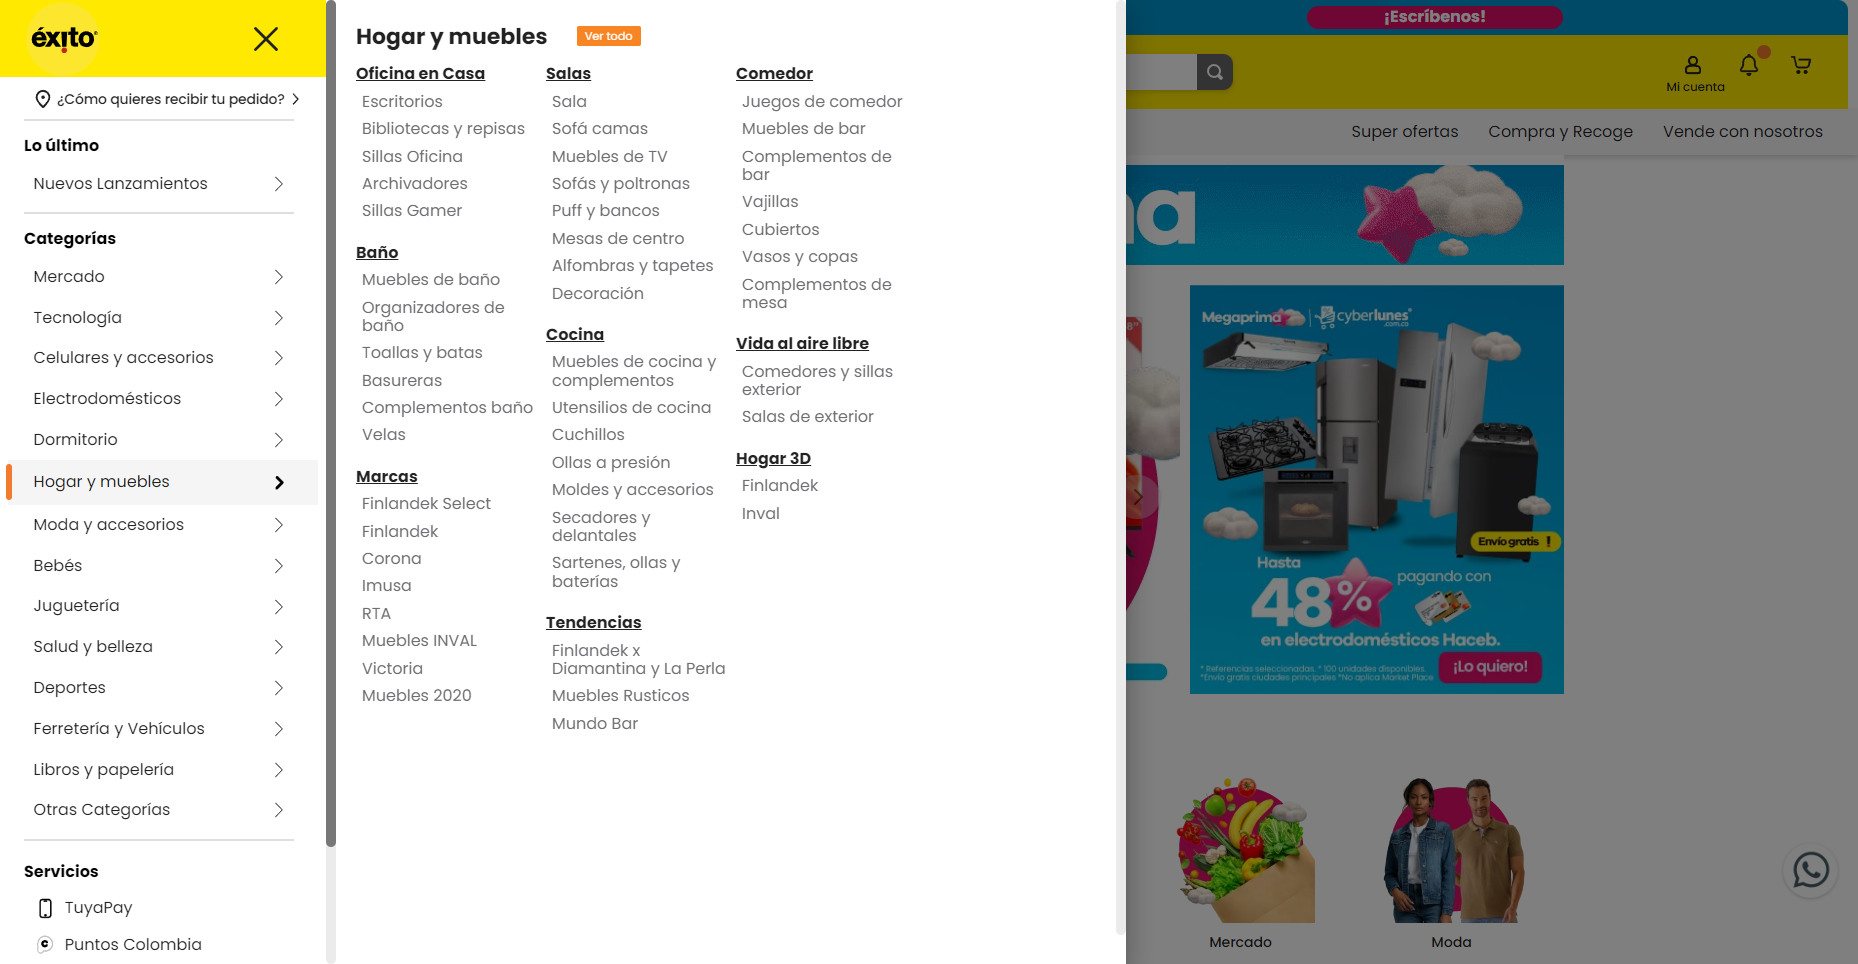 éxito
¿Cómo quieres recibir tu pedido?
Lo último
Nuevos Lanzamientos
Categorías
Mercado
Tecnología
Celulares y accesorios
Electrodomésticos
Dormitorio
Hogar y muebles
Moda y accesorios
Bebés
Juguetería
Salud y belleza
Deportes
Ferretería y Vehículos
Libros y papelería
Otras Categorías
Servicios
TuyaPay
Puntos Colombia
Hogar y muebles
Ver todo
Oficina en Casa
Escritorios
Bibliotecas y repisas
Sillas Oficina
Archivadores
Sillas Gamer
Baño
Muebles de baño
Organizadores de
baño
Toallas y batas
Basureras
Complementos baño
Velas
Marcas
Finlandek Select
Finlandek
Corona
Imusa
RTA
Muebles INVAL
Victoria
Muebles 2020
Salas
Sala
Sofá camas
Muebles de TV
Sofás y poltronas
Puff y bancos
Mesas de centro
Alfombras y tapetes
Decoración
Cocina
Muebles de cocina y
complementos
Utensilios de cocina
Cuchillos
Ollas a presión
Moldes y accesorios
Secadores y
delantales
Sartenes, ollas y
baterías
Tendencias
Finlandek x
Diamantina y La Perla
Muebles Rusticos
Mundo Bar
Comedor
Juegos de comedor
Muebles de bar
Complementos de
bar
Vajillas
Cubiertos
Vasos y copas
Complementos de
mesa
Vida al aire libre
Comedores y sillas
exterior
Salas de exterior
Hogar 3D
Finlandek
Inval
¡Escríbenos!
Mi cuenta
Super ofertas
Compra y Recoge
Vende con nosotros
na
8"
Megaprima
cyberlunes
.com.co
Envío gratis !
Hasta
48%
pagando con
en electrodomésticos Haceb.
* Referencias seleccionadas. * 100 unidades disponibles.
*Envío gratis ciudades principales *No aplica Market Place
¡Lo quiero!
Mercado
Moda